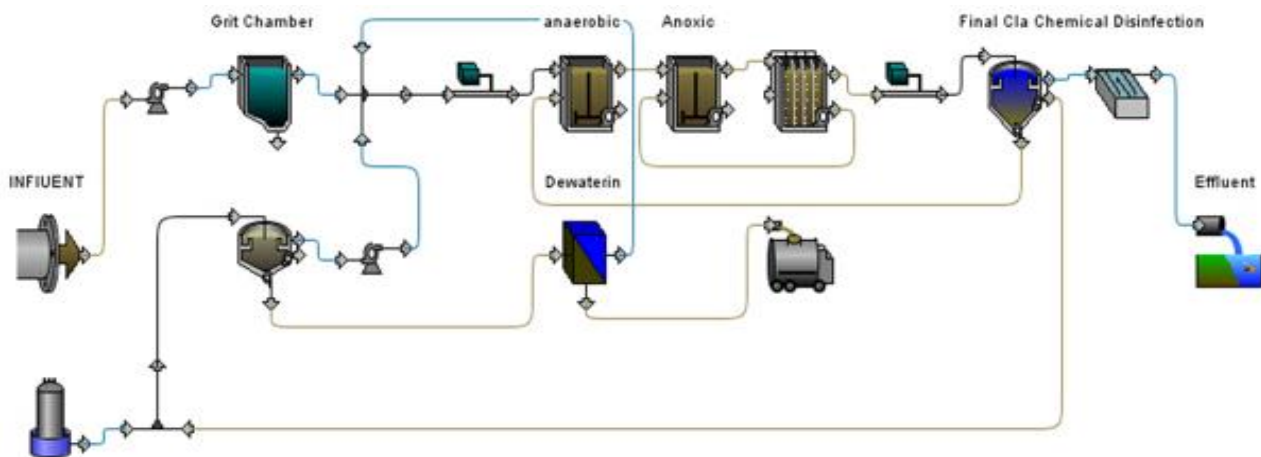 Grit Chamber
anaerobic
Anoxic
Final Cla Chemical Disinfection
INFIUENT
Dewaterin
Effluent